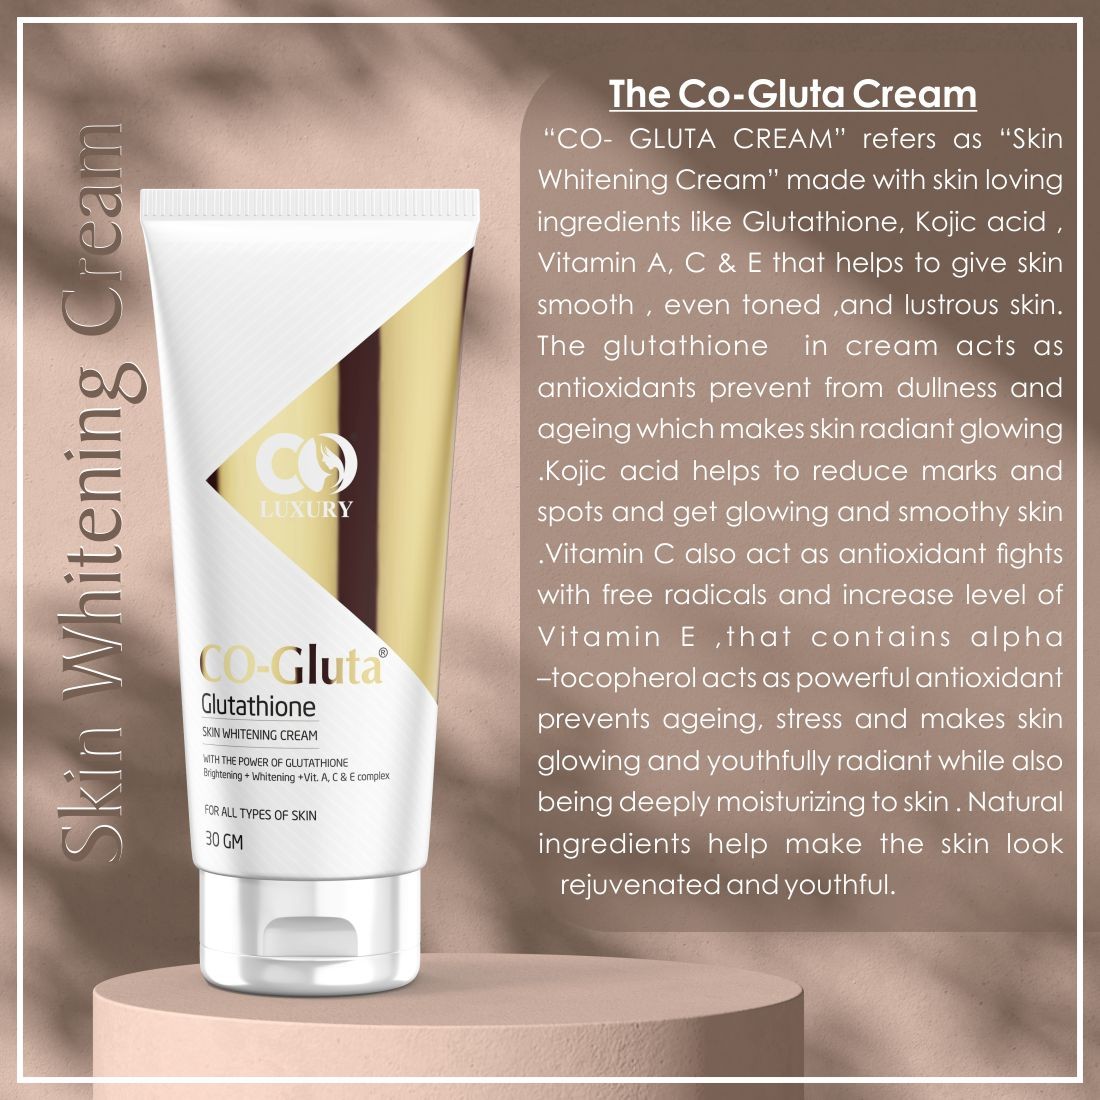 Skin Whitening Cream
CO
LUXURY
CO-Gluta®
Glutathione
SKIN WHITENING CREAM
WITH THE POWER OF GLUTATHIONE
Brightening + Whitening +Vit. A, C & E complex
FOR ALL TYPES OF SKIN
30 GM
The Co-Gluta Cream
“CO- GLUTA CREAM” refers as “Skin
Whitening Cream” made with skin loving
ingredients like Glutathione, Kojic acid ,
Vitamin A, C & E that helps to give skin
smooth , even toned ,and lustrous skin.
The glutathione in cream acts as
antioxidants prevent from dullness and
ageing which makes skin radiant glowing
.Kojic acid helps to reduce marks and
spots and get glowing and smoothy skin
.Vitamin C also act as antioxidant fights
with free radicals and increase level of
Vitamin E ,that contains alpha
–tocopherol acts as powerful antioxidant
prevents ageing, stress and makes skin
glowing and youthfully radiant while also
being deeply moisturizing to skin . Natural
ingredients help make the skin look
rejuvenated and youthful.